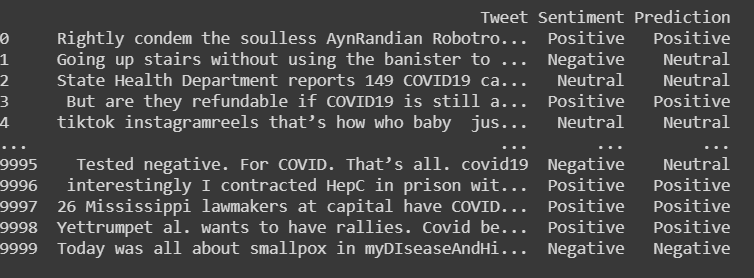 Tweet Sentiment Prediction
0 Rightly condem the soulless AynRandian Robotro... Positive Positive
1 Going up stairs without using the banister to ... Negative Neutral
2 State Health Department reports 149 COVID19 ca... Neutral Neutral
3 But are they refundable if COVID19 is still a... Positive Positive
4 tiktok instagramreels that’s how who baby jus... Neutral Neutral
... ... ... ...
9995 Tested negative. For COVID. That’s all. covid19 Negative Neutral
9996 interestingly I contracted HepC in prison wit... Positive Positive
9997 26 Mississippi lawmakers at capital have COVID... Positive Positive
9998 Yettrumpet al. wants to have rallies. Covid be... Positive Positive
9999 Today was all about smallpox in myDIseaseAndHi... Negative Negative